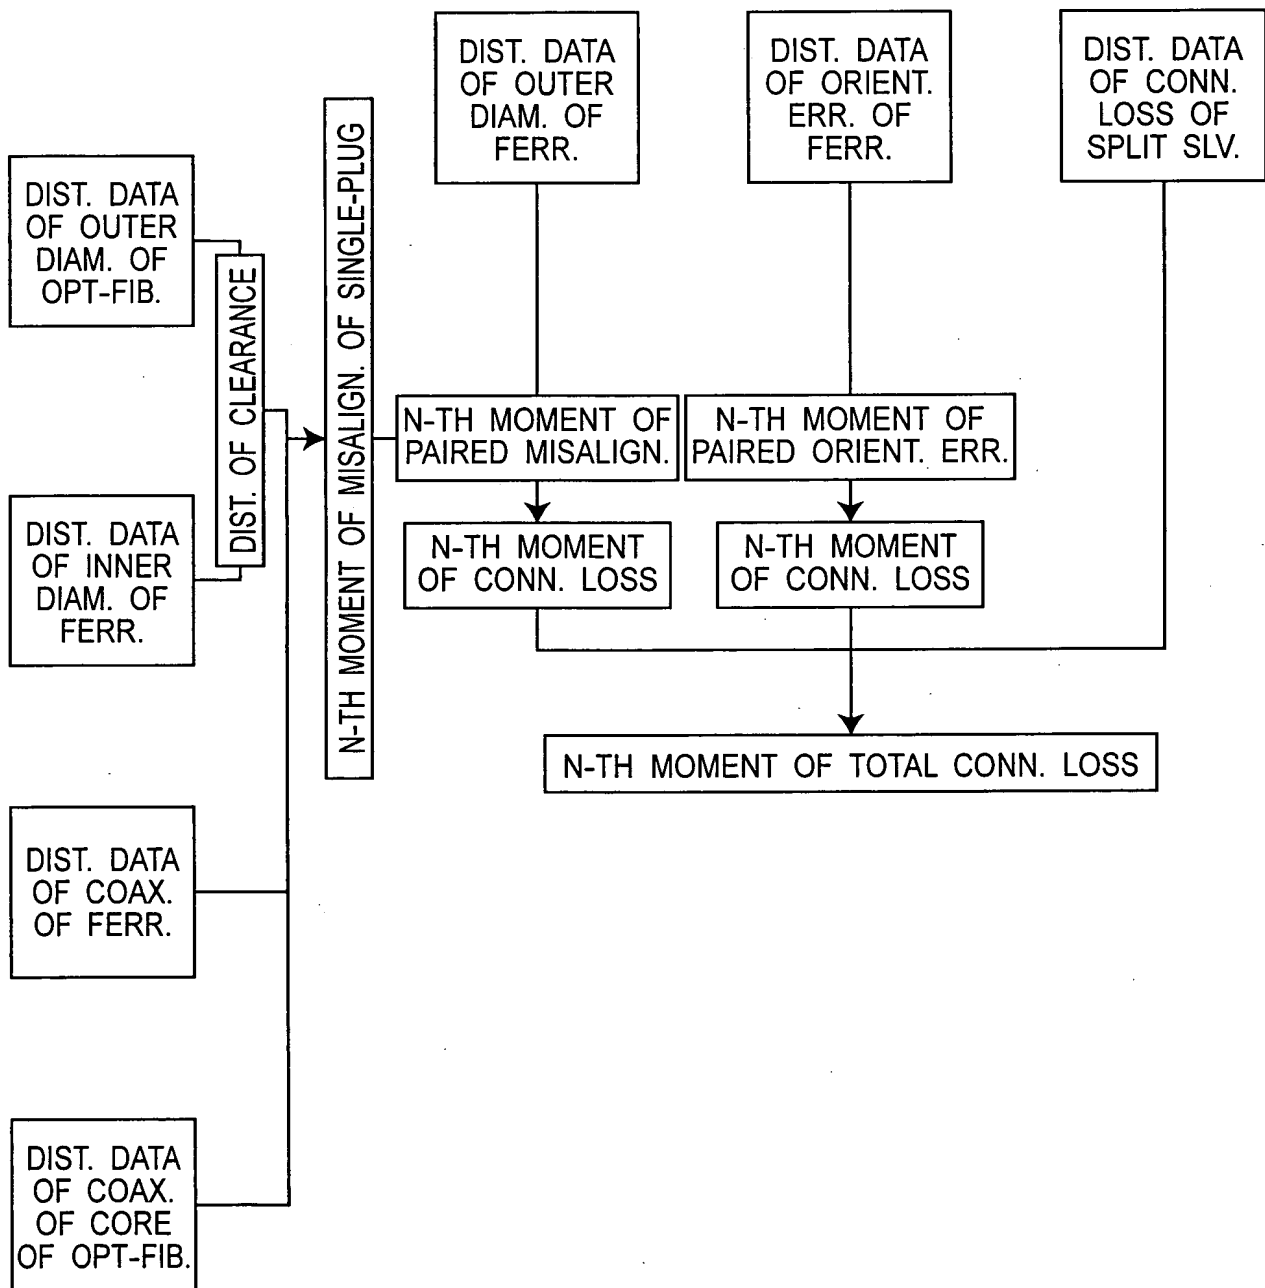 DIST. DATA
OF OUTER
DIAM. OF
FERR.
DIST. DATA
OF ORIENT.
ERR. OF
FERR.
DIST. DATA
OF CONN.
LOSS OF
SPLIT SLV.
DIST. DATA
OF OUTER
DIAM. OF
OPT-FIB.
DIST. OF CLEARANCE
N-TH MOMENT OF MISALIGN. OF SINGLE-PLUG
N-TH MOMENT OF
PAIRED MISALIGN.
N-TH MOMENT OF
PAIRED ORIENT. ERR.
DIST. DATA
OF INNER
DIAM. OF
FERR.
N-TH MOMENT
OF CONN. LOSS
N-TH MOMENT
OF CONN. LOSS
N-TH MOMENT OF TOTAL CONN. LOSS
DIST. DATA
OF COAX.
OF FERR.
DIST. DATA
OF COAX.
OF CORE
OF OPT-FIB.